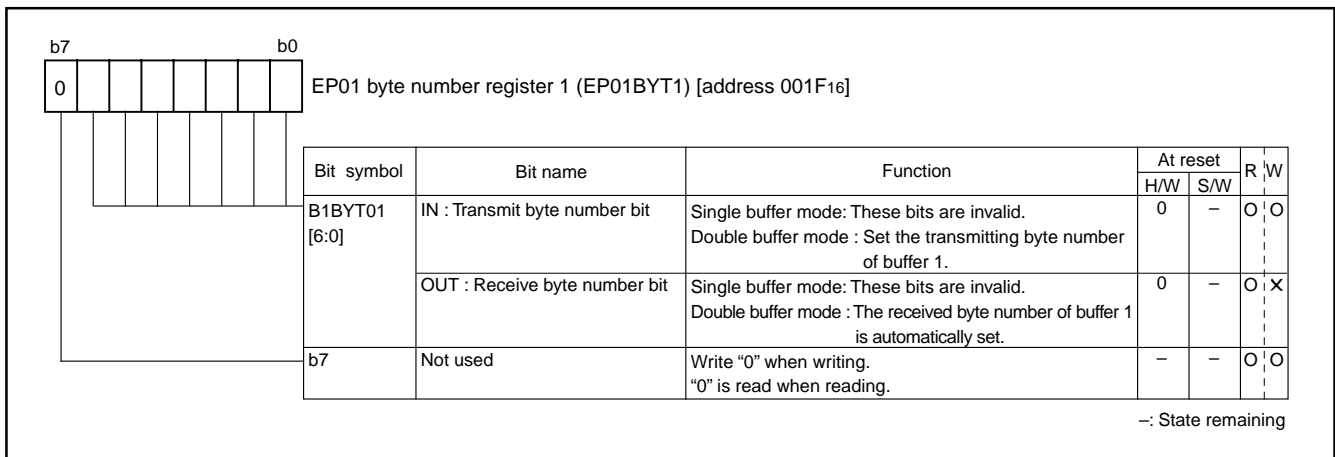 b7 b0
0 EP01 byte number register 1 (EP01BYT1) [address 001F16]
Bit symbol Bit name Function At reset R W
H/W S/W
B1BYT01 IN : Transmit byte number bit Single buffer mode: These bits are invalid. 0 – O O
[6:0] Double buffer mode : Set the transmitting byte number
of buffer 1.
OUT : Receive byte number bit Single buffer mode: These bits are invalid. 0 – O ×
Double buffer mode : The received byte number of buffer 1
is automatically set.
b7 Not used Write “0” when writing. – – O O
“0” is read when reading.
–: State remaining